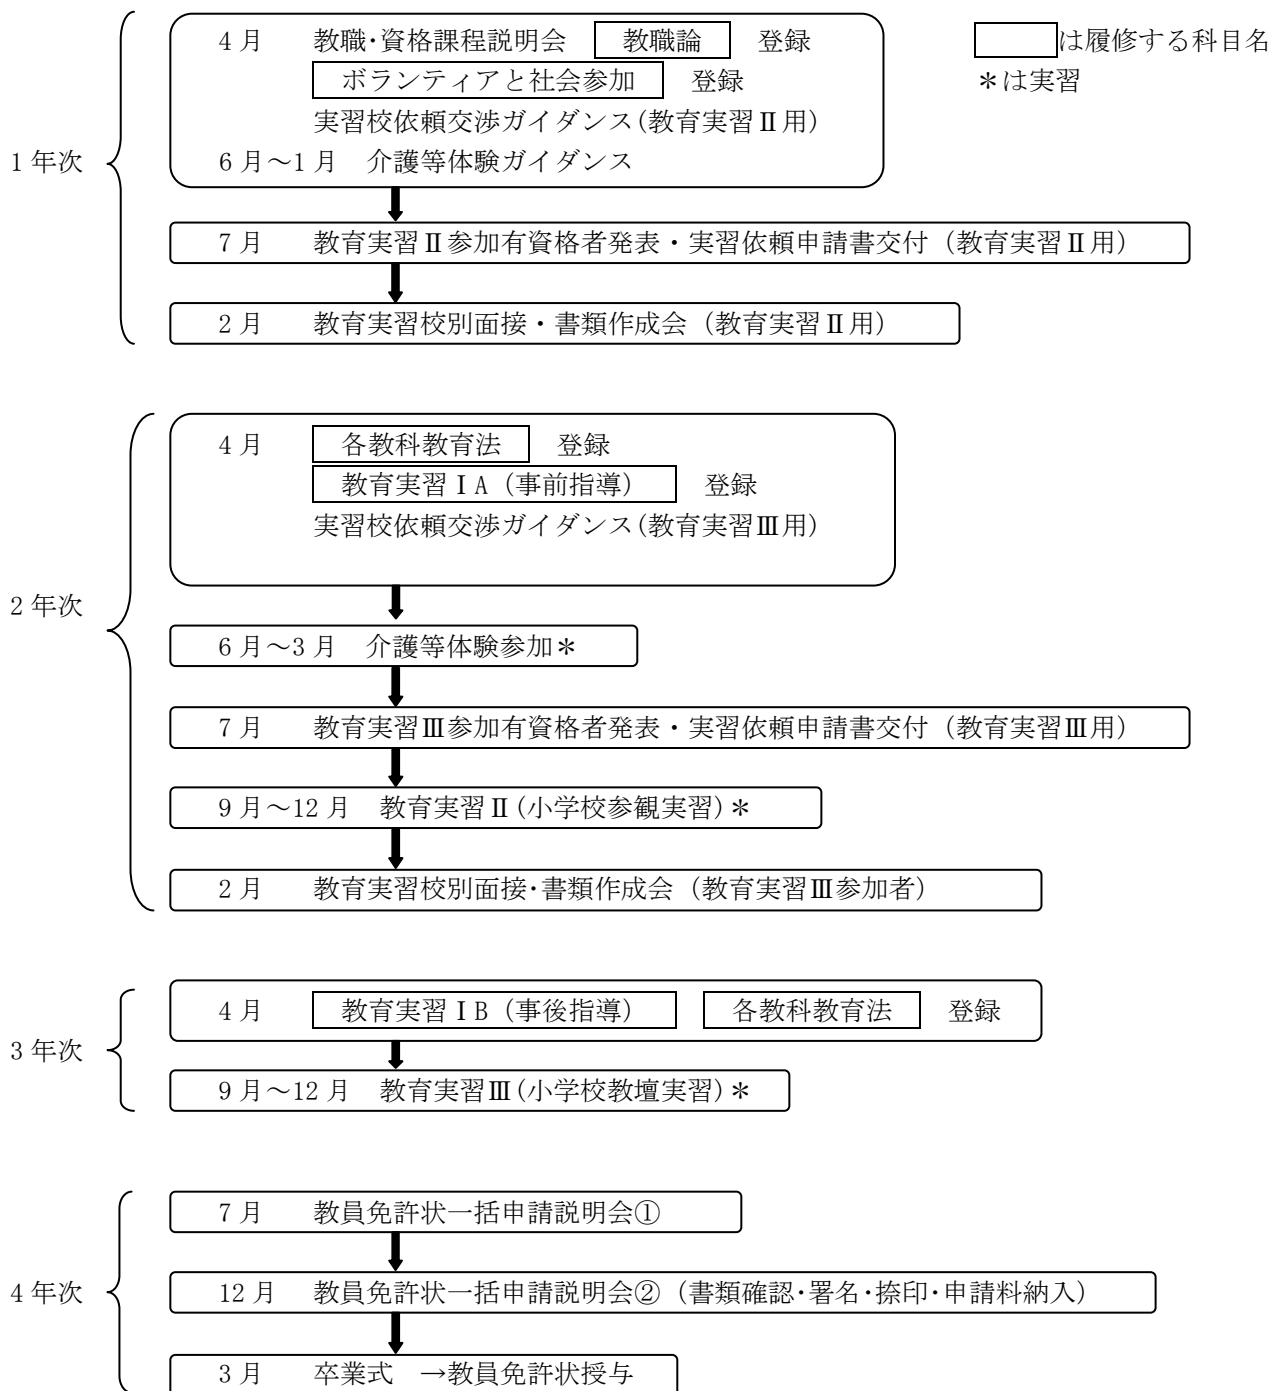 4月 教職・資格課程説明会 教職論 登録
ボランティアと社会参加 登録
実習校依頼交渉ガイダンス(教育実習Ⅱ用)
6月～1月 介護等体験ガイダンス
は履修する科目名
＊は実習
1年次
7月 教育実習Ⅱ参加有資格者発表・実習依頼申請書交付（教育実習Ⅱ用）
2月 教育実習校別面接・書類作成会（教育実習Ⅱ用）
4月 各教科教育法 登録
教育実習ⅠA（事前指導） 登録
実習校依頼交渉ガイダンス(教育実習Ⅲ用)
2年次
6月～3月 介護等体験参加＊
7月 教育実習Ⅲ参加有資格者発表・実習依頼申請書交付（教育実習Ⅲ用）
9月～12月 教育実習Ⅱ(小学校参観実習)＊
2月 教育実習校別面接・書類作成会（教育実習Ⅲ参加者）
3年次
4月 教育実習ⅠB（事後指導） 各教科教育法 登録
9月～12月 教育実習Ⅲ(小学校教壇実習)＊
4年次
7月 教員免許状一括申請説明会①
12月 教員免許状一括申請説明会②（書類確認・署名・捺印・申請料納入）
3月 卒業式 →教員免許状授与